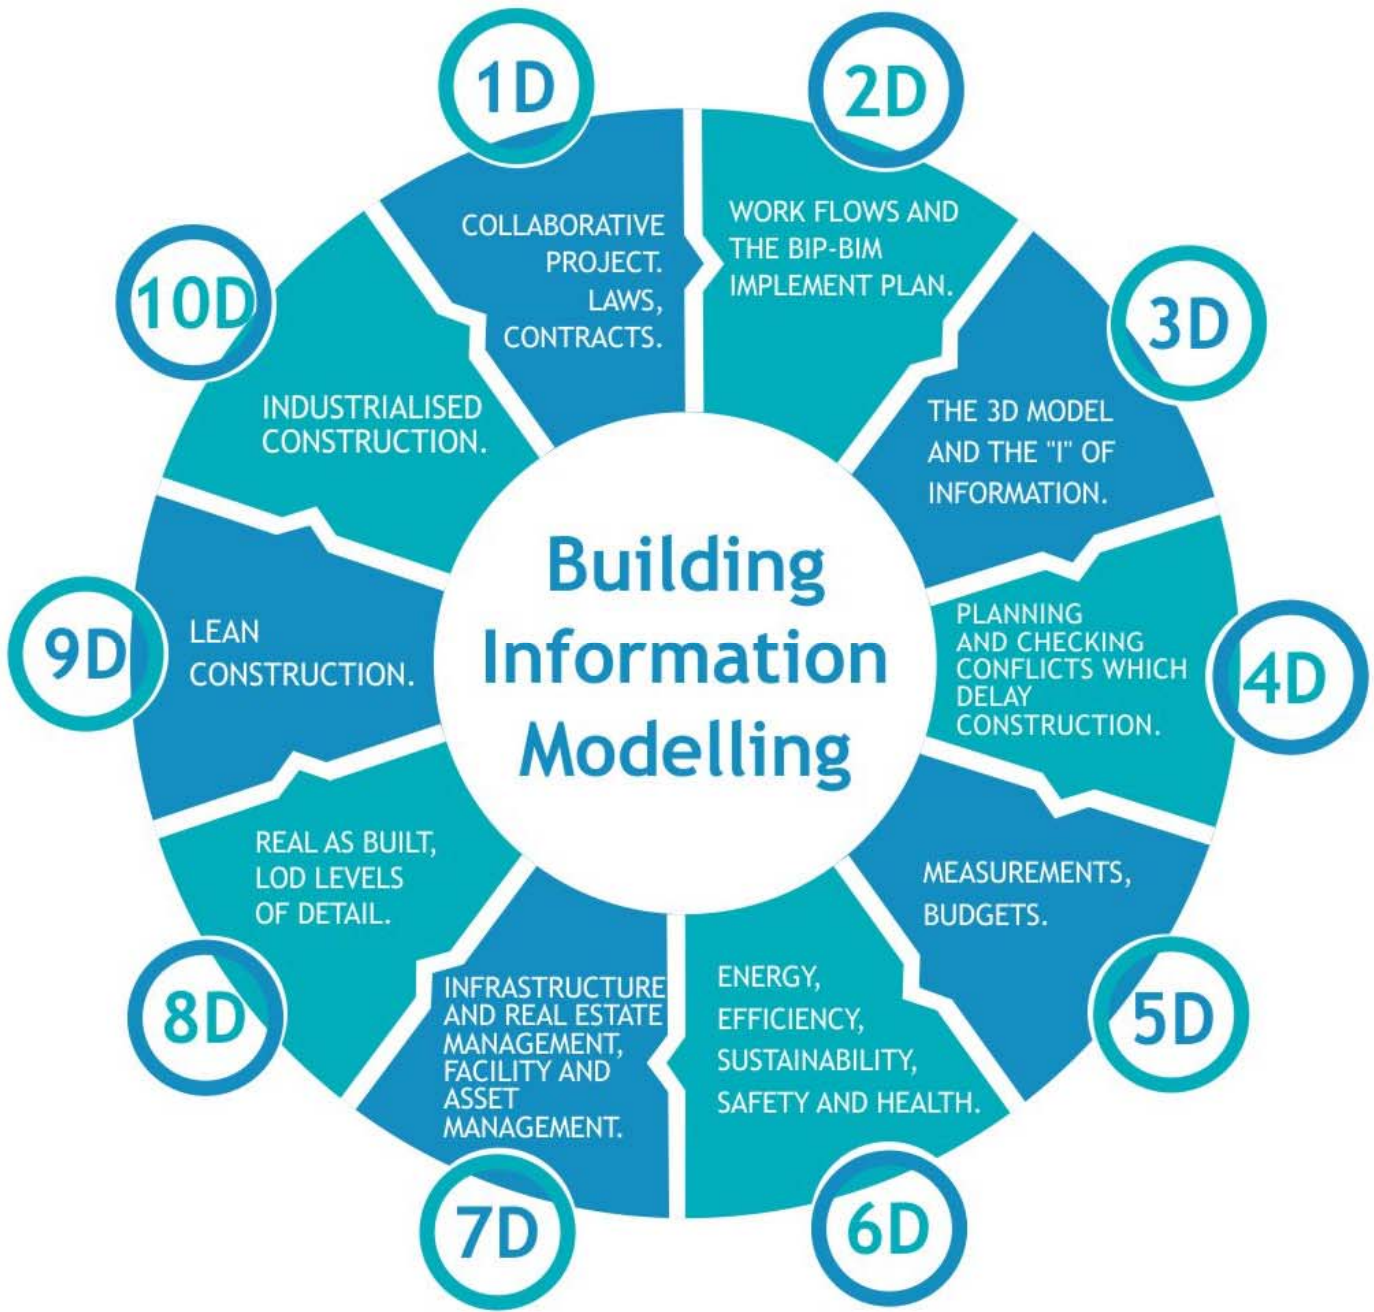 1D
COLLABORATIVE
PROJECT.
LAWS,
CONTRACTS.
2D
WORK FLOWS AND
THE BIP-BIM
IMPLEMENT PLAN.
3D
THE 3D MODEL
AND THE "I" OF
INFORMATION.
4D
PLANNING
AND CHECKING
CONFLICTS WHICH
DELAY
CONSTRUCTION.
5D
MEASUREMENTS,
BUDGETS.
6D
ENERGY,
EFFICIENCY,
SUSTAINABILITY,
SAFETY AND HEALTH.
7D
INFRASTRUCTURE
AND REAL ESTATE
MANAGEMENT,
FACILITY AND
ASSET
MANAGEMENT.
8D
REAL AS BUILT,
LOD LEVELS
OF DETAIL.
9D
LEAN
CONSTRUCTION.
10D
INDUSTRIALISED
CONSTRUCTION.
Building
Information
Modelling